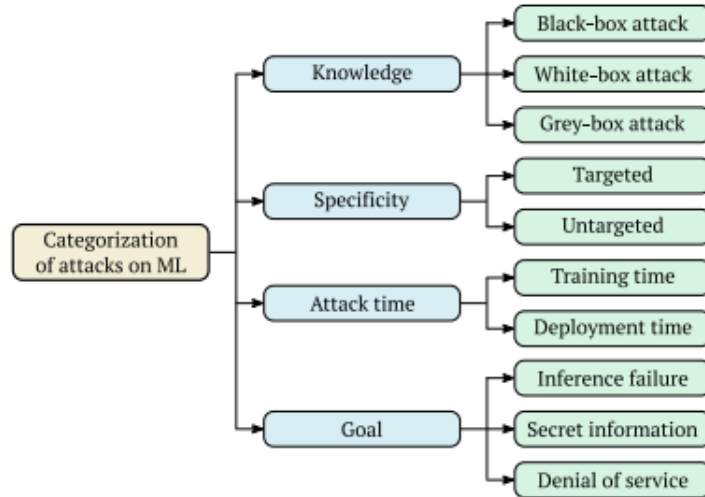 Black-box attack
Knowledge
White-box attack
Grey-box attack
Targeted
Specificity
Untargeted
Categorization
of attacks on ML
Training time
Attack time
Deployment time
Inference failure
Goal
Secret information
Denial of service